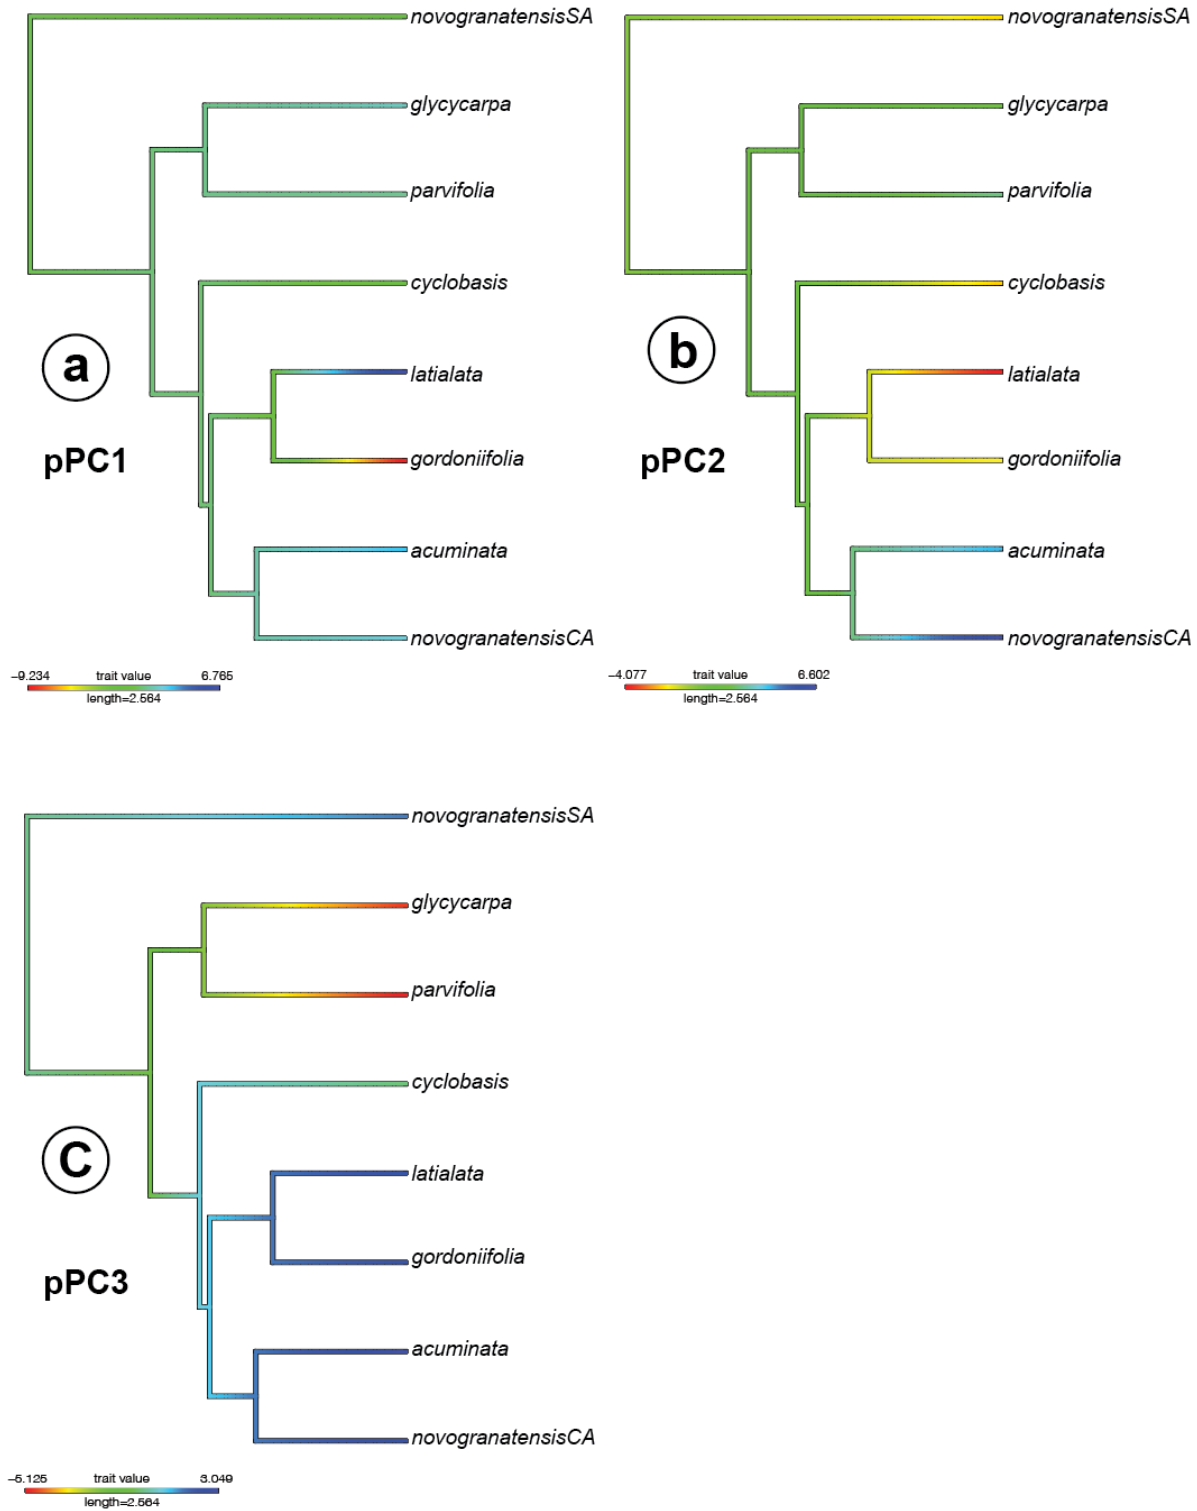 novogranatensisSA
glycycarpa
parvifolia
cyclobasis
latialata
gordoniifolia
acuminata
novogranatensisCA
a
pPC1
−9.234 trait value 6.765
length=2.564
novogranatensisSA
glycycarpa
parvifolia
cyclobasis
latialata
gordoniifolia
acuminata
novogranatensisCA
b
pPC2
−4.077 trait value 6.602
length=2.564
novogranatensisSA
glycycarpa
parvifolia
cyclobasis
latialata
gordoniifolia
acuminata
novogranatensisCA
C
pPC3
−5.125 trait value 3.049
length=2.564